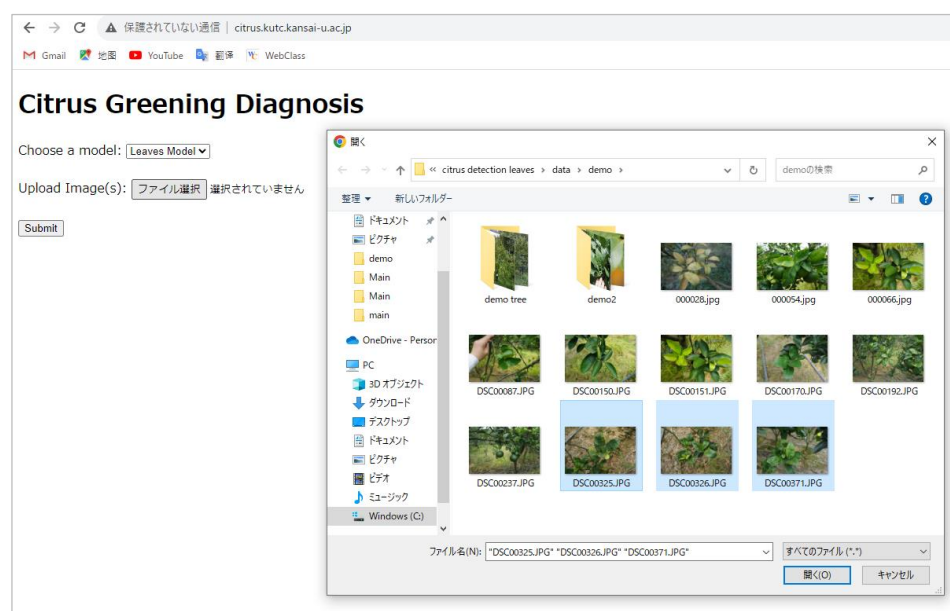 保護されていない通信 | citrus.kutc.kansai-u.ac.jp
Gmail 地図 YouTube 翻译 WebClass
Citrus Greening Diagnosis
Choose a model: Leaves Model
Upload Image(s): ファイル選択 選択されていません
Submit
開く
« citrus detection leaves › data › demo ›
demoの検索
整理 新しいフォルダー
ドキュメント
ピクチャ
demo
Main
Main
main
OneDrive - Person
PC
3D オブジェクト
ダウンロード
デスクトップ
ドキュメント
ピクチャ
ビデオ
ミュージック
Windows (C:)
demo tree demo2 000028.jpg 000054.jpg 000066.jpg
DSC00087.JPG DSC00150.JPG DSC00151.JPG DSC00170.JPG DSC00192.JPG
DSC00237.JPG DSC00325.JPG DSC00326.JPG DSC00371.JPG
ファイル名(N): "DSC00325.JPG" "DSC00326.JPG" "DSC00371.JPG" すべてのファイル (*.*)
開く(O) キャンセル